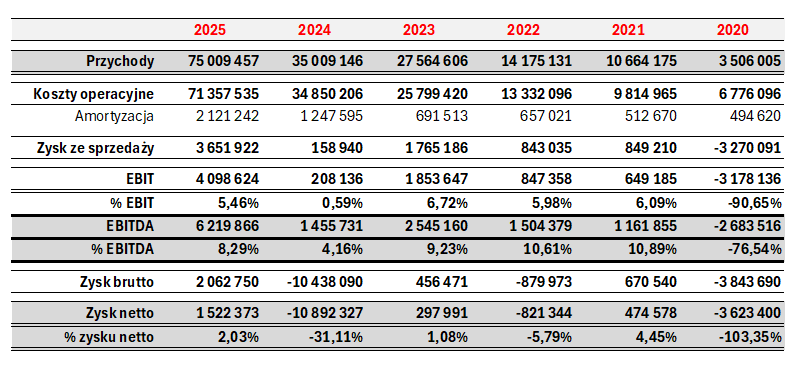 2025 2024 2023 2022 2021 2020
Przychody 75 009 457 35 009 146 27 564 606 14 175 131 10 664 175 3 506 005
Koszty operacyjne 71 357 535 34 850 206 25 799 420 13 332 096 9 814 965 6 776 096
Amortyzacja 2 121 242 1 247 595 691 513 657 021 512 670 494 620
Zysk ze sprzedaży 3 651 922 158 940 1 765 186 843 035 849 210 -3 270 091
EBIT 4 098 624 208 136 1 853 647 847 358 649 185 -3 178 136
% EBIT 5,46% 0,59% 6,72% 5,98% 6,09% -90,65%
EBITDA 6 219 866 1 455 731 2 545 160 1 504 379 1 161 855 -2 683 516
% EBITDA 8,29% 4,16% 9,23% 10,61% 10,89% -76,54%
Zysk brutto 2 062 750 -10 438 090 456 471 -879 973 670 540 -3 843 690
Zysk netto 1 522 373 -10 892 327 297 991 -821 344 474 578 -3 623 400
% zysku netto 2,03% -31,11% 1,08% -5,79% 4,45% -103,35%